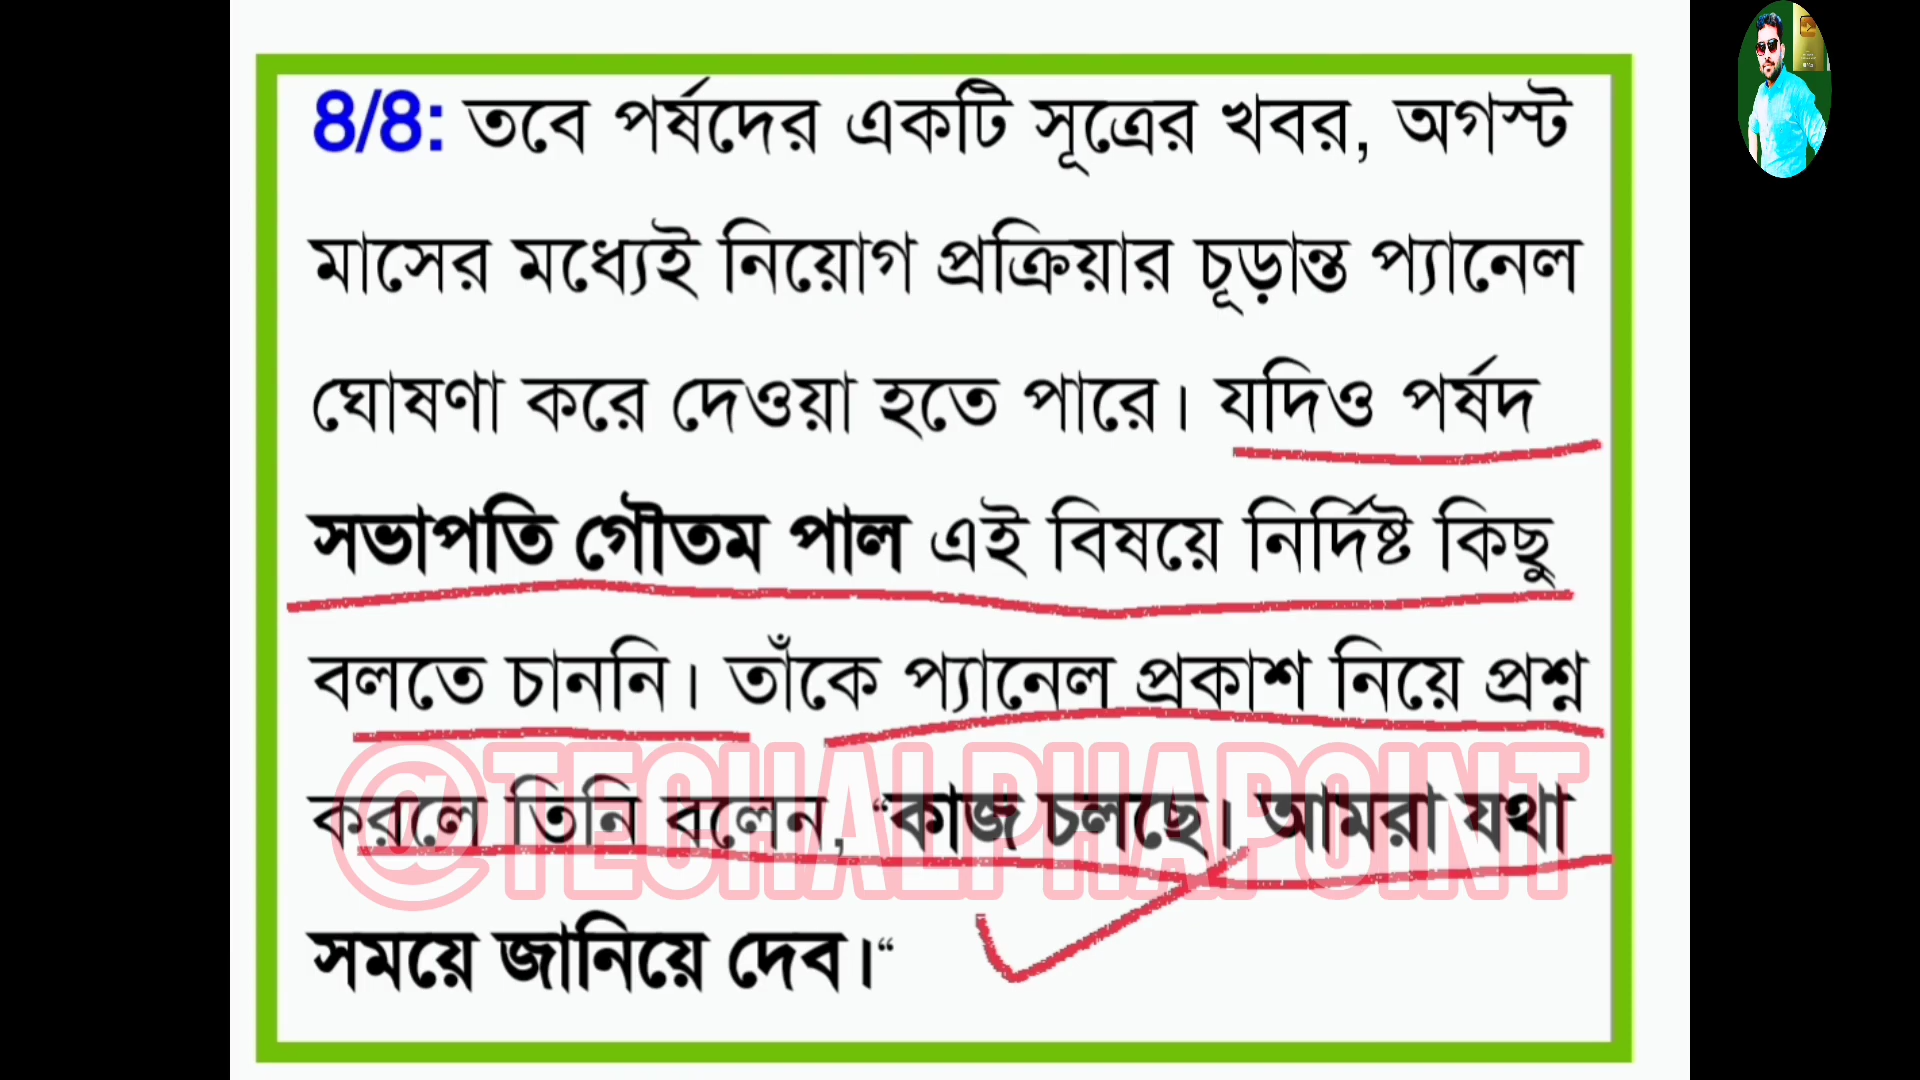 ৪/৪: তবে পর্ষদের একটি সূত্রের খবর, অগস্ট
মাসের মধ্যেই নিয়োগ প্রক্রিয়ার চূড়ান্ত প্যানেল
ঘোষণা করে দেওয়া হতে পারে। যদিও পর্ষদ
সভাপতি গৌতম পাল এই বিষয়ে নির্দিষ্ট কিছু
বলতে চাননি। তাঁকে প্যানেল প্রকাশ নিয়ে প্রশ্ন
করলে তিনি বলেন, “কাজ চলছে। আমরা যথা
সময়ে জানিয়ে দেব।“
@TECHALPHAPOINT